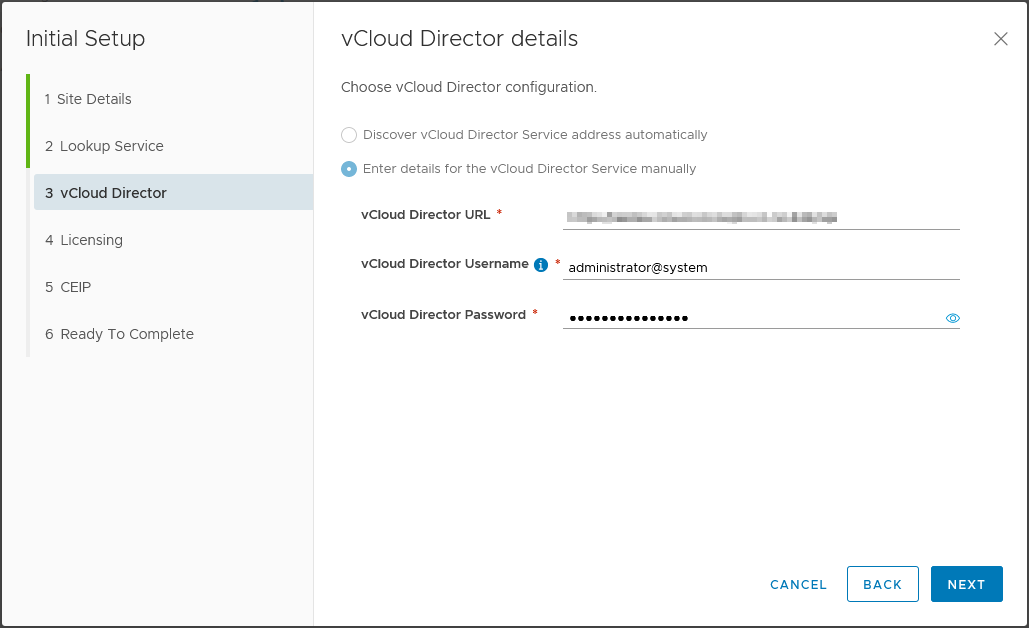 Initial Setup
1 Site Details
2 Lookup Service
3 vCloud Director
4 Licensing
5 CEIP
6 Ready To Complete
vCloud Director details
Choose vCloud Director configuration.
Discover vCloud Director Service address automatically
Enter details for the vCloud Director Service manually
vCloud Director URL *
vCloud Director Username i * administrator@system
vCloud Director Password * •••••••••••••••
CANCEL BACK NEXT